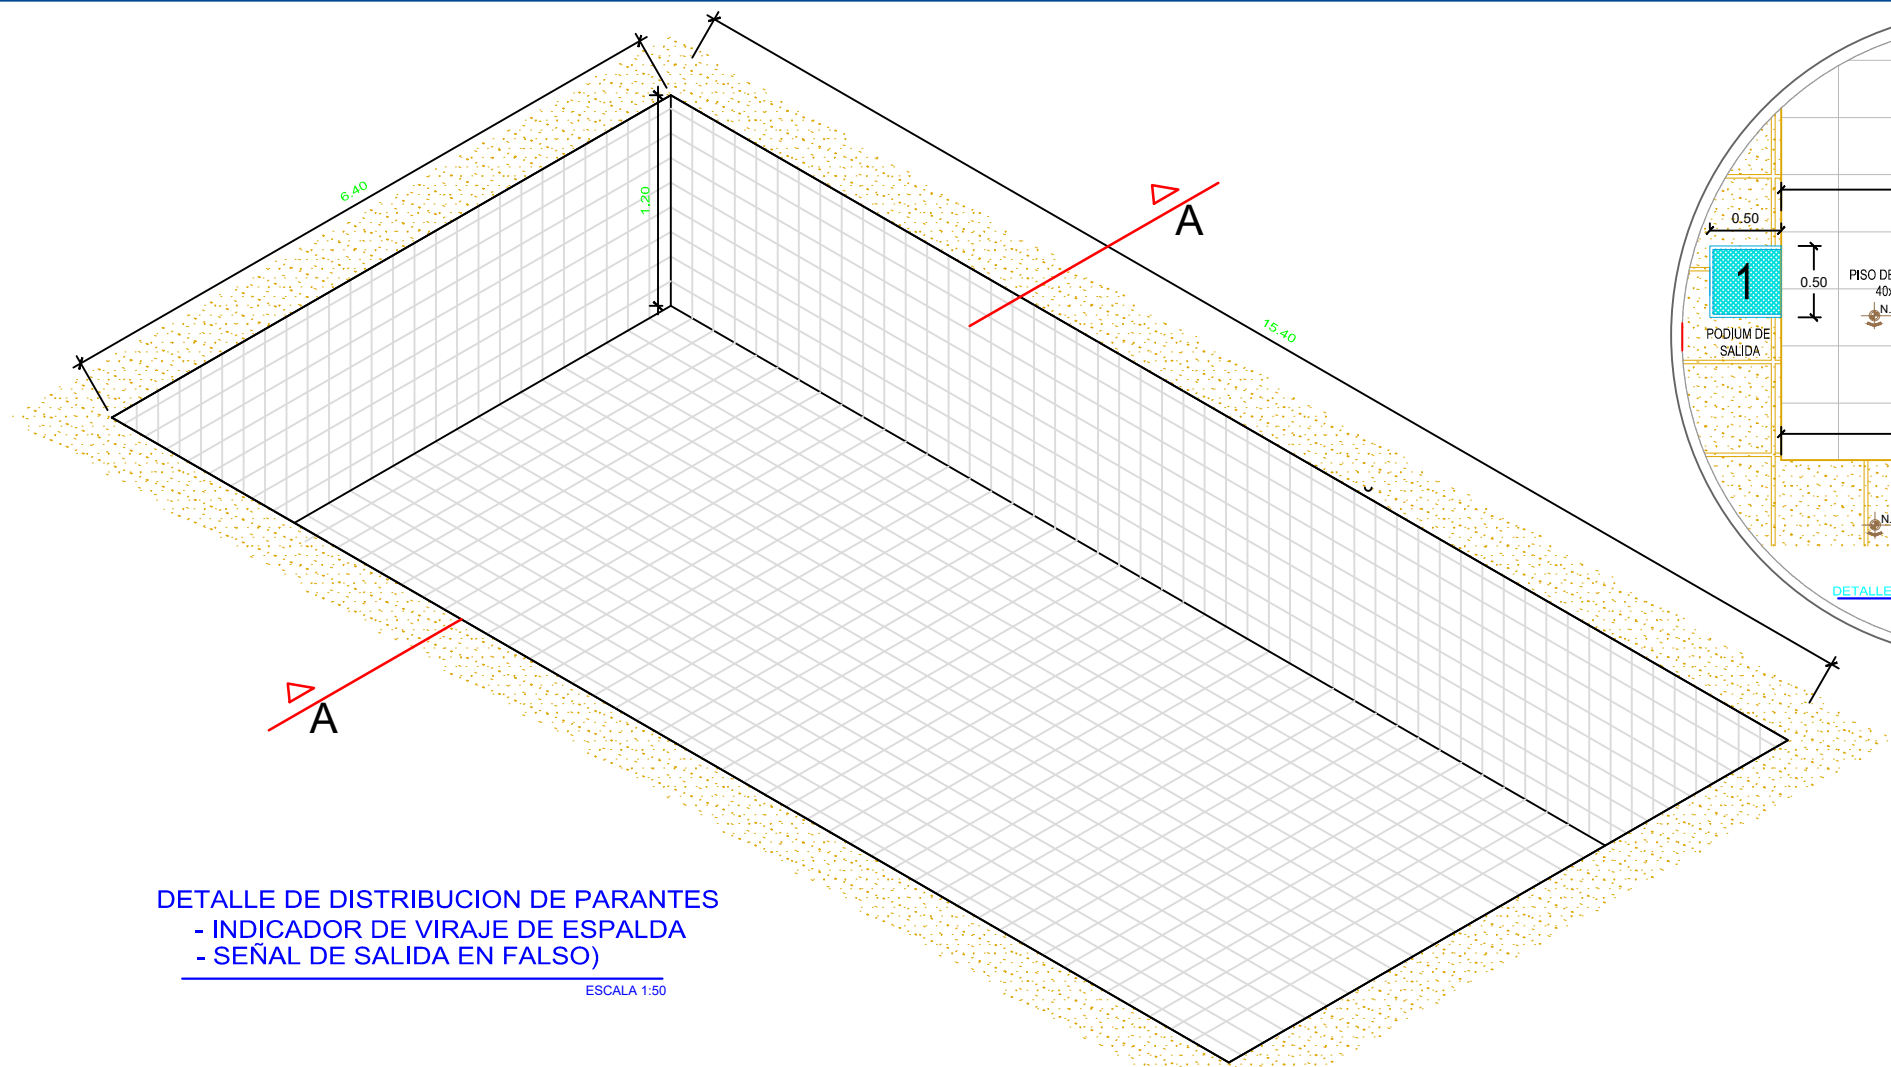 6.40
1.20
15.40
A
A
DETALLE DE DISTRIBUCION DE PARANTES
- INDICADOR DE VIRAJE DE ESPALDA
- SEÑAL DE SALIDA EN FALSO)
ESCALA 1:50
0.50
1
0.50
PODIUM DE
SALIDA
PISO DE
40x
N.
N.
DETALLE